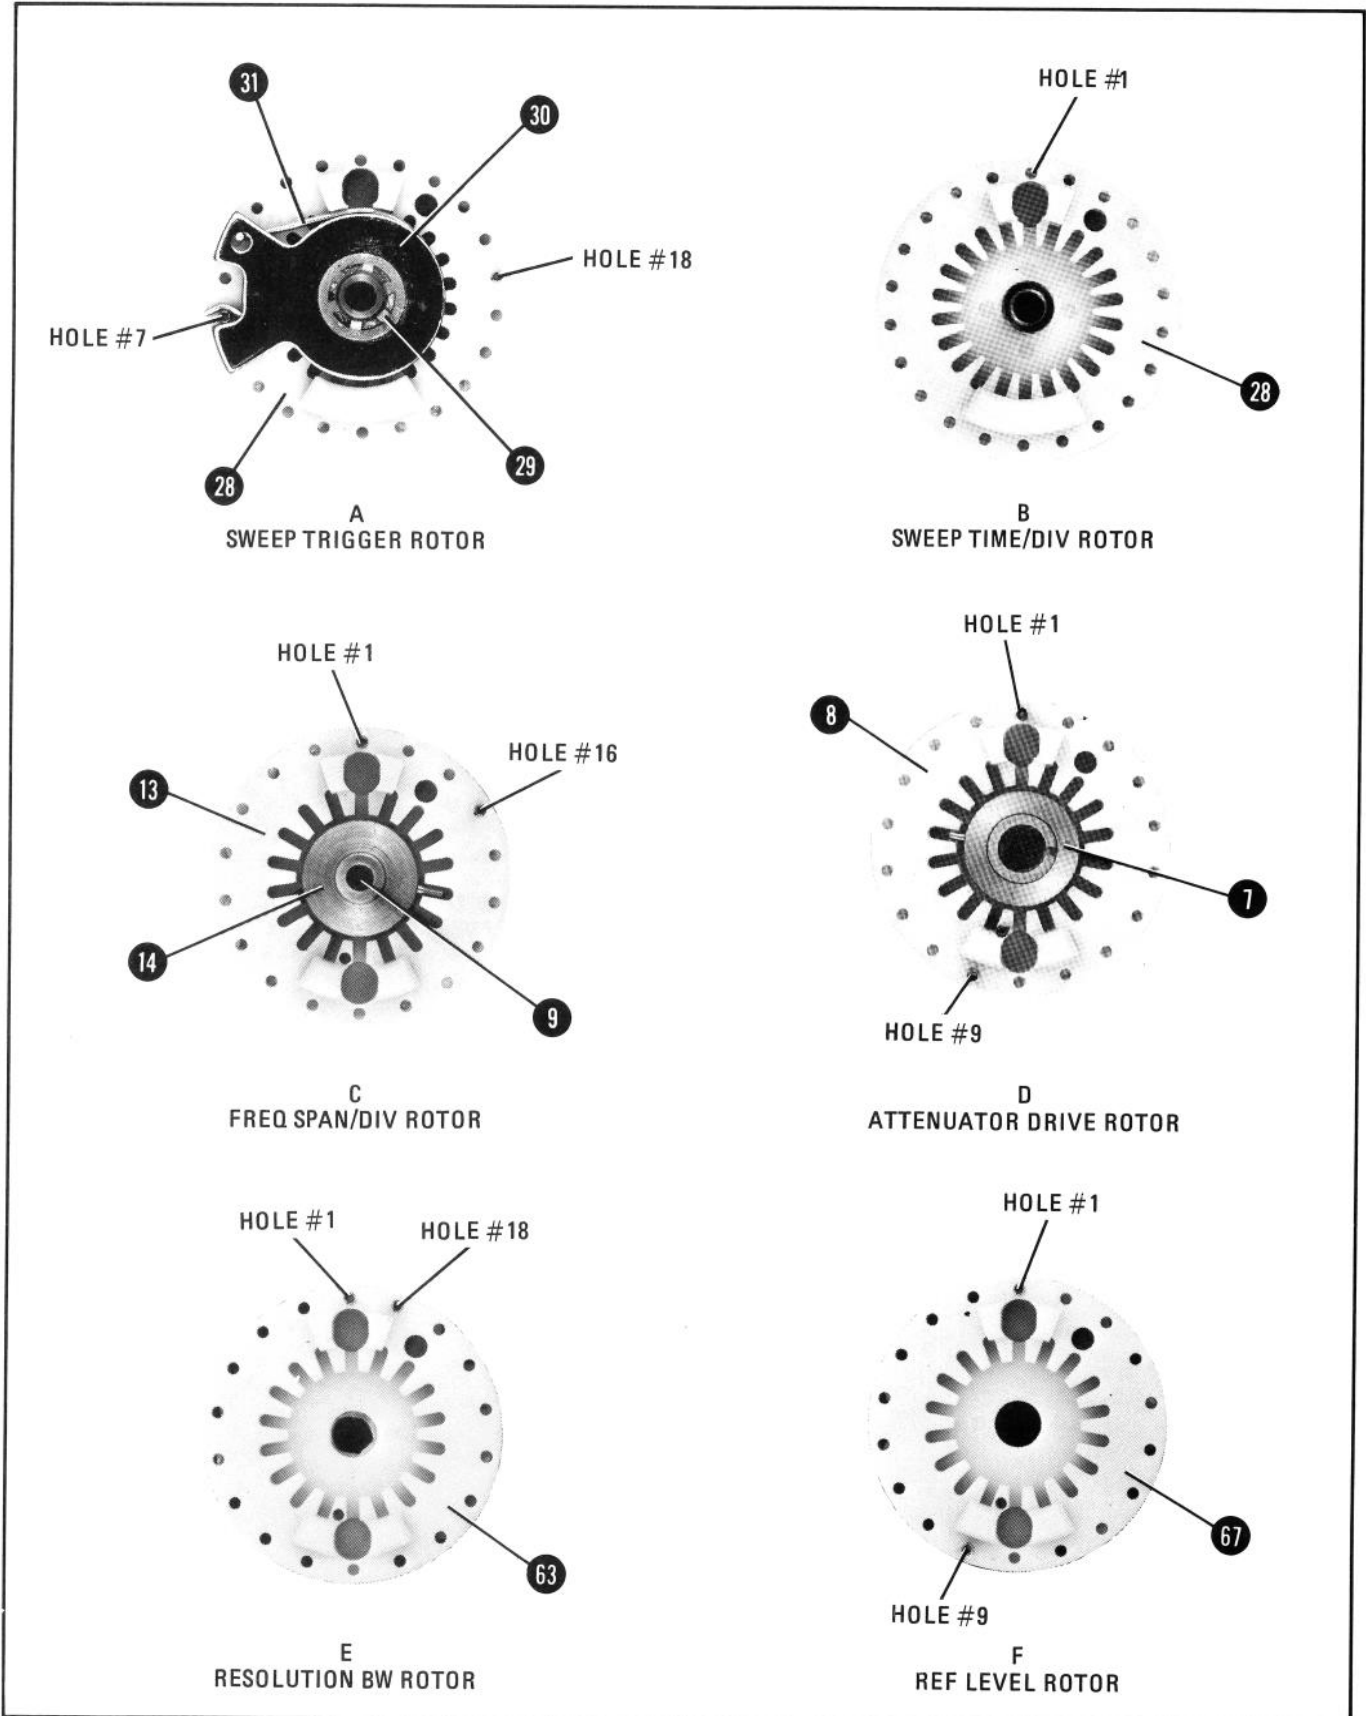 31
30
HOLE #18
HOLE #7
28
29
A
SWEEP TRIGGER ROTOR
HOLE #1
28
B
SWEEP TIME/DIV ROTOR
HOLE #1
HOLE #16
13
14
9
C
FREQ SPAN/DIV ROTOR
HOLE #1
8
7
HOLE #9
D
ATTENUATOR DRIVE ROTOR
HOLE #1
HOLE #18
63
E
RESOLUTION BW ROTOR
HOLE #1
67
HOLE #9
F
REF LEVEL ROTOR